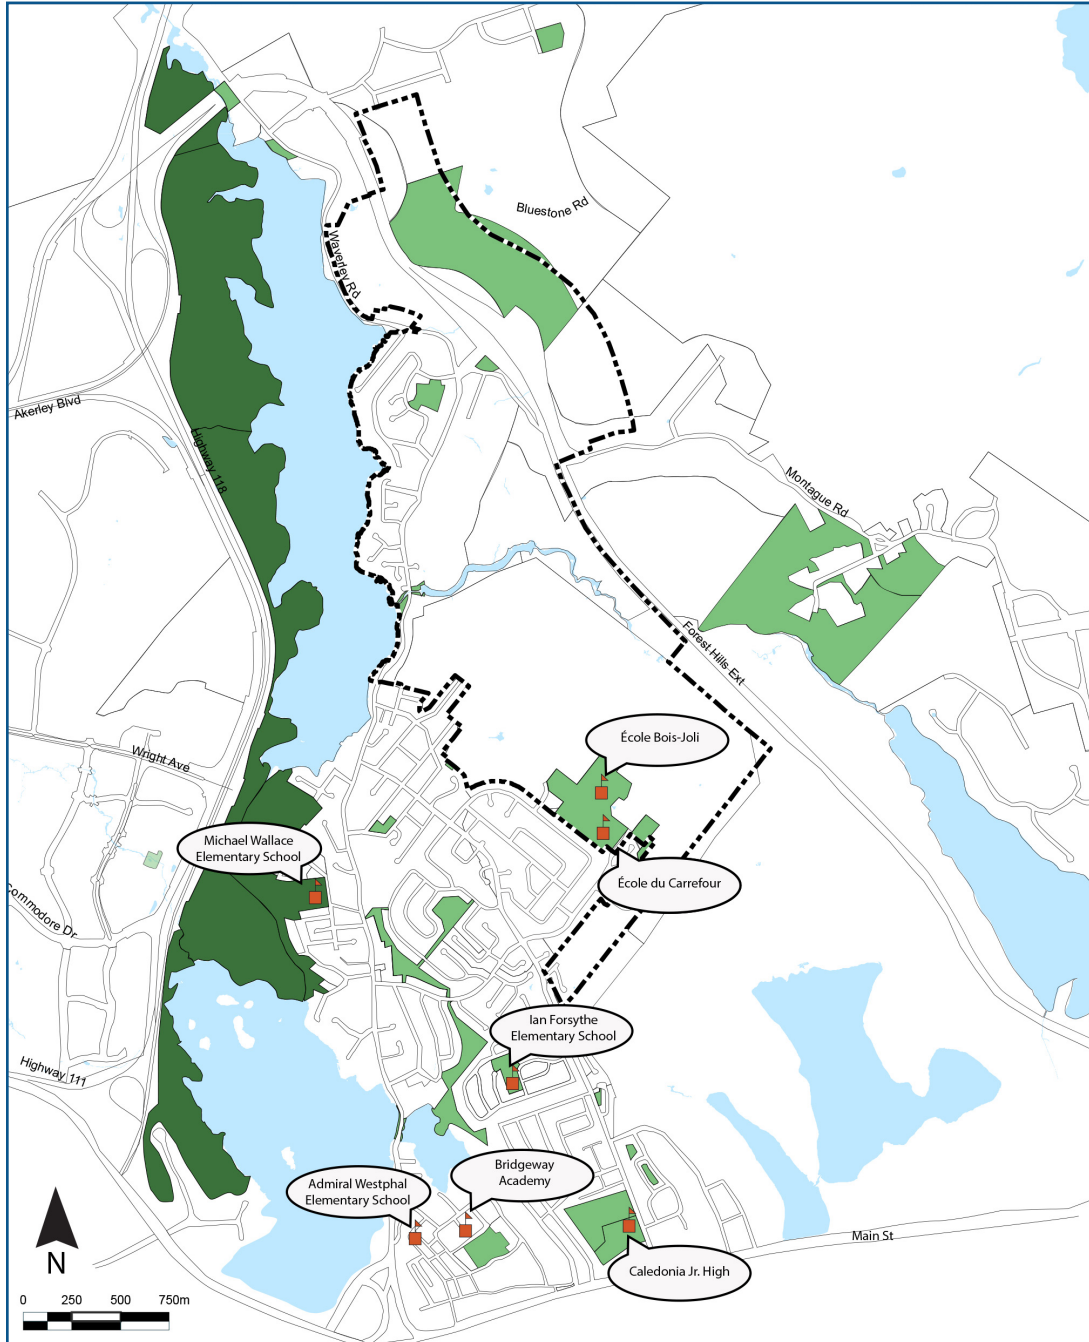 Bluestone Rd
Waverley Rd
Akerley Blvd
Highway 118
Montague Rd
Forest Hills Ext
École Bois-Joli
Wright Ave
Michael Wallace
Elementary School
École du Carrefour
Commodore Dr
Ian Forsythe
Elementary School
Highway 111
Bridgeway
Academy
Admiral Westphal
Elementary School
Main St
Caledonia Jr. High
N
0 250 500 750m